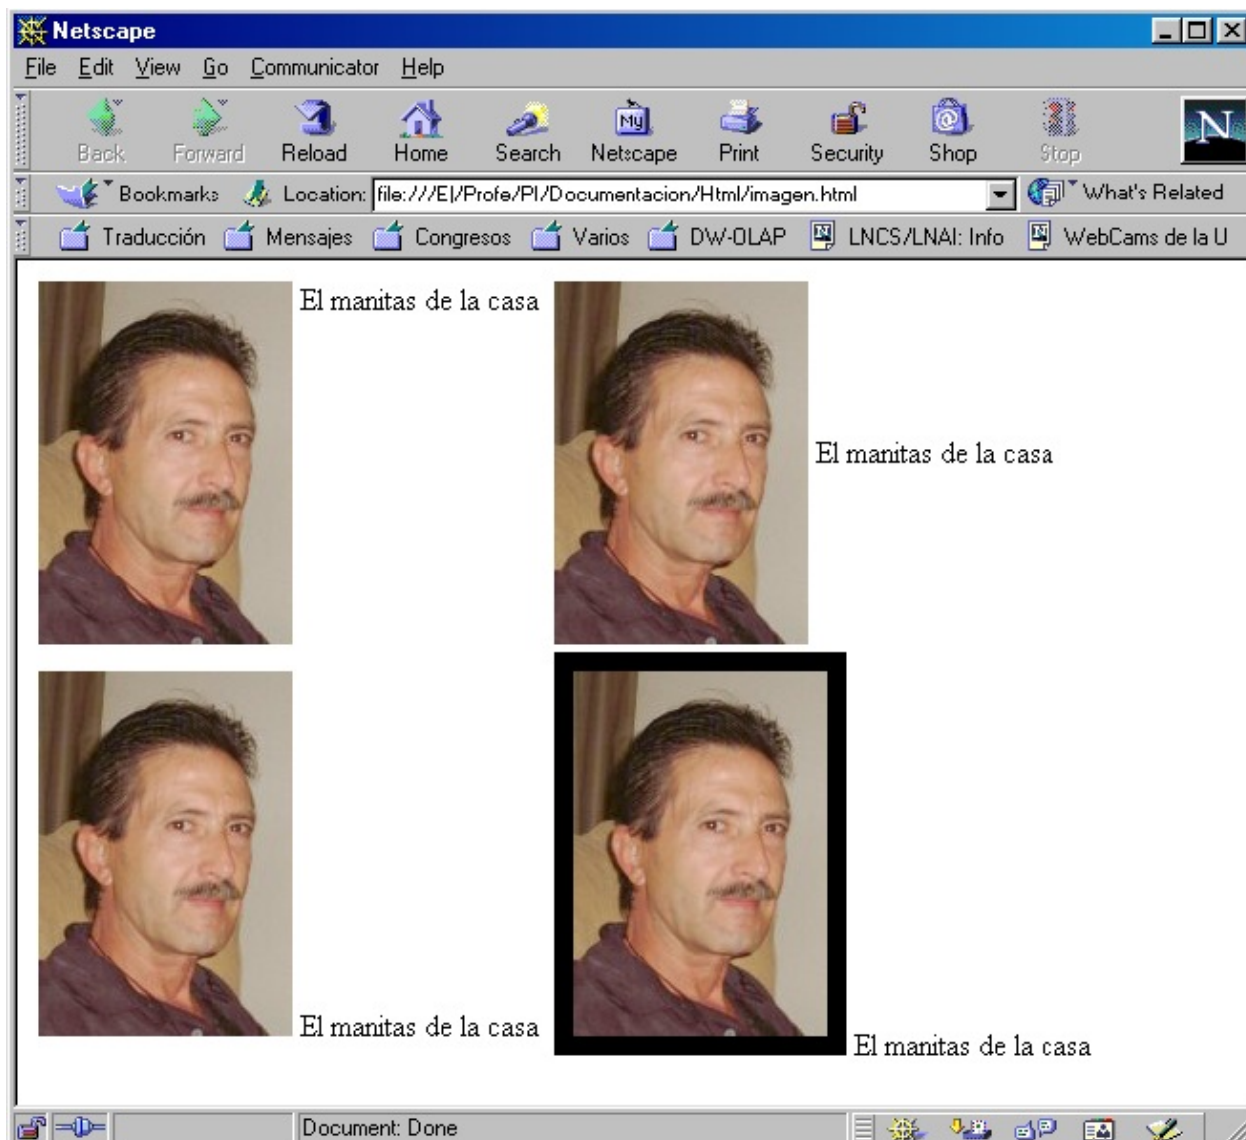 Netscape
File Edit View Go Communicator Help
Back Forward Reload Home Search Netscape Print Security Shop Stop
N
My
Bookmarks Location: file:///E|/Profe/PI/Documentacion/Html/imagen.html What's Related
Traducción Mensajes Congresos Varios DW-OLAP LNCS/LNAI: Info WebCams de la U
El manitas de la casa
El manitas de la casa
El manitas de la casa
El manitas de la casa
Document: Done